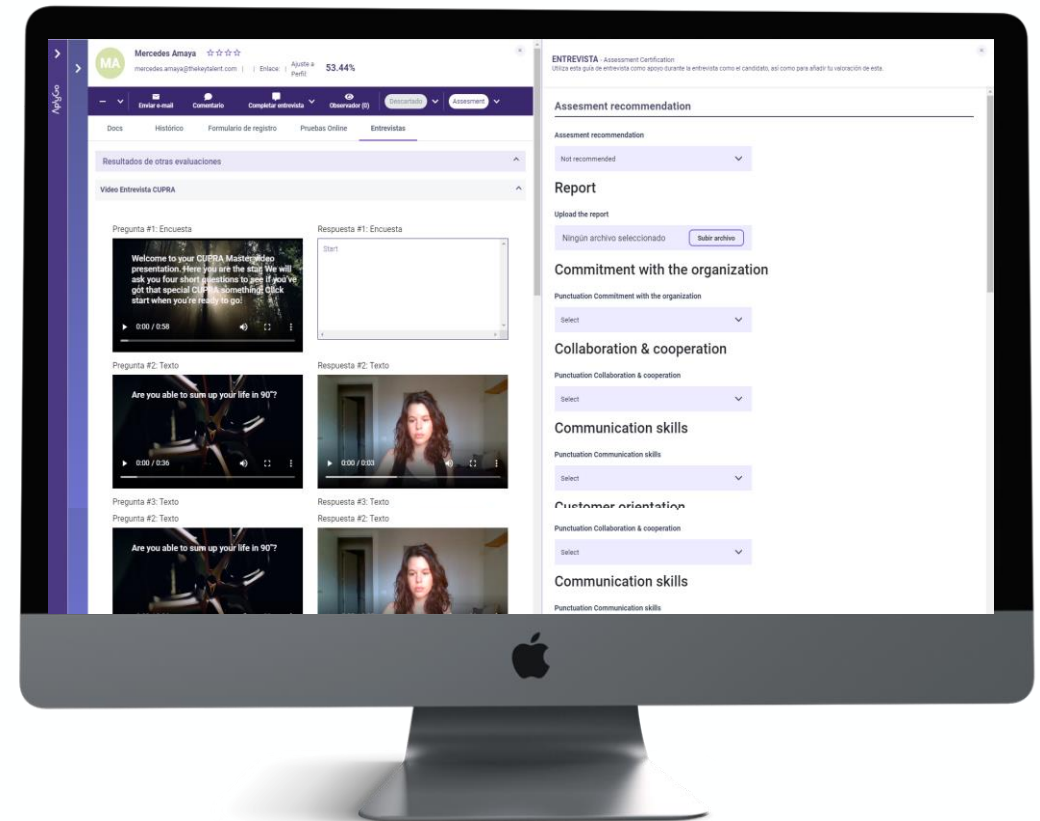 AplyGo
MA
Mercedes Amaya
mercedes.amaya@thekeytalent.com | | Enlace: | Ajuste a Perfil: 53.44%
Enviar e-mail
Comentario
Completar entrevista
Observador (0)
Descartado
Assesment
Docs
Histórico
Formulario de registro
Pruebas Online
Entrevistas
Resultados de otras evaluaciones
Video Entrevista CUPRA
Pregunta #1: Encuesta
Respuesta #1: Encuesta
Welcome to your CUPRA Master video
presentation. Here you are the star. We will
ask you four short questions to see if you've
got that special CUPRA something. Click
start when you're ready to go!
0:00 / 0:58
Start
Pregunta #2: Texto
Respuesta #2: Texto
Are you able to sum up your life in 90"?
0:00 / 0:36
0:00 / 0:03
Pregunta #3: Texto
Respuesta #3: Texto
Pregunta #2: Texto
Respuesta #2: Texto
Are you able to sum up your life in 90"?
ENTREVISTA - Assessment Certification
Utiliza esta guía de entrevista como apoyo durante la entrevista como el candidato, así como para añadir tu valoración de esta.
Assesment recommendation
Assesment recommendation
Not recommended
Report
Upload the report
Ningún archivo seleccionado
Subir archivo
Commitment with the organization
Punctuation Commitment with the organization
Select
Collaboration & cooperation
Punctuation Collaboration & cooperation
Select
Communication skills
Punctuation Communication skills
Select
Customer orientation
Punctuation Collaboration & cooperation
Select
Communication skills
Punctuation Communication skills